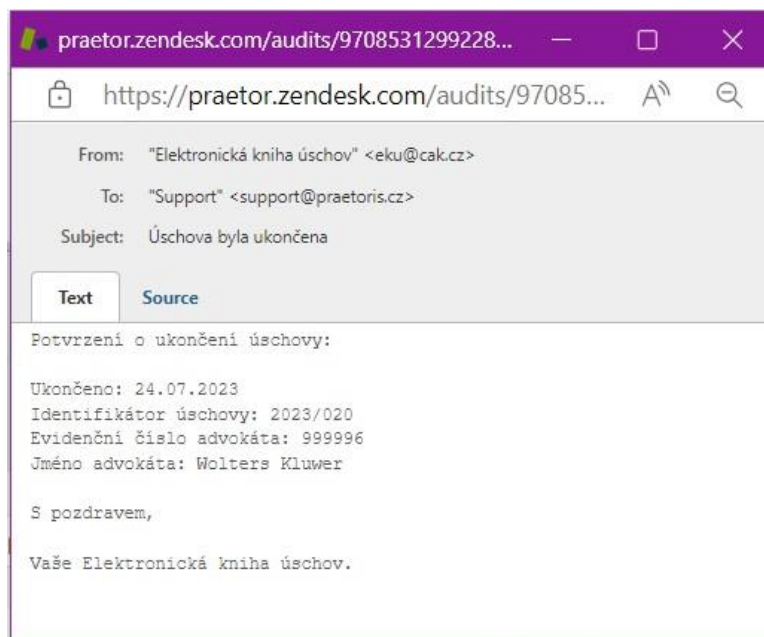 praetor.zendesk.com/audits/9708531299228...
https://praetor.zendesk.com/audits/97085...
From: "Elektronická kniha úschov" <eku@cak.cz>
To: "Support" <support@praetoris.cz>
Subject: Úschova byla ukončena
Text Source
Potvrzení o ukončení úschovy:
Ukončeno: 24.07.2023
Identifikátor úschovy: 2023/020
Evidenční číslo advokáta: 999996
Jméno advokáta: Wolters Kluwer
S pozdravem,
Vaše Elektronická kniha úschov.